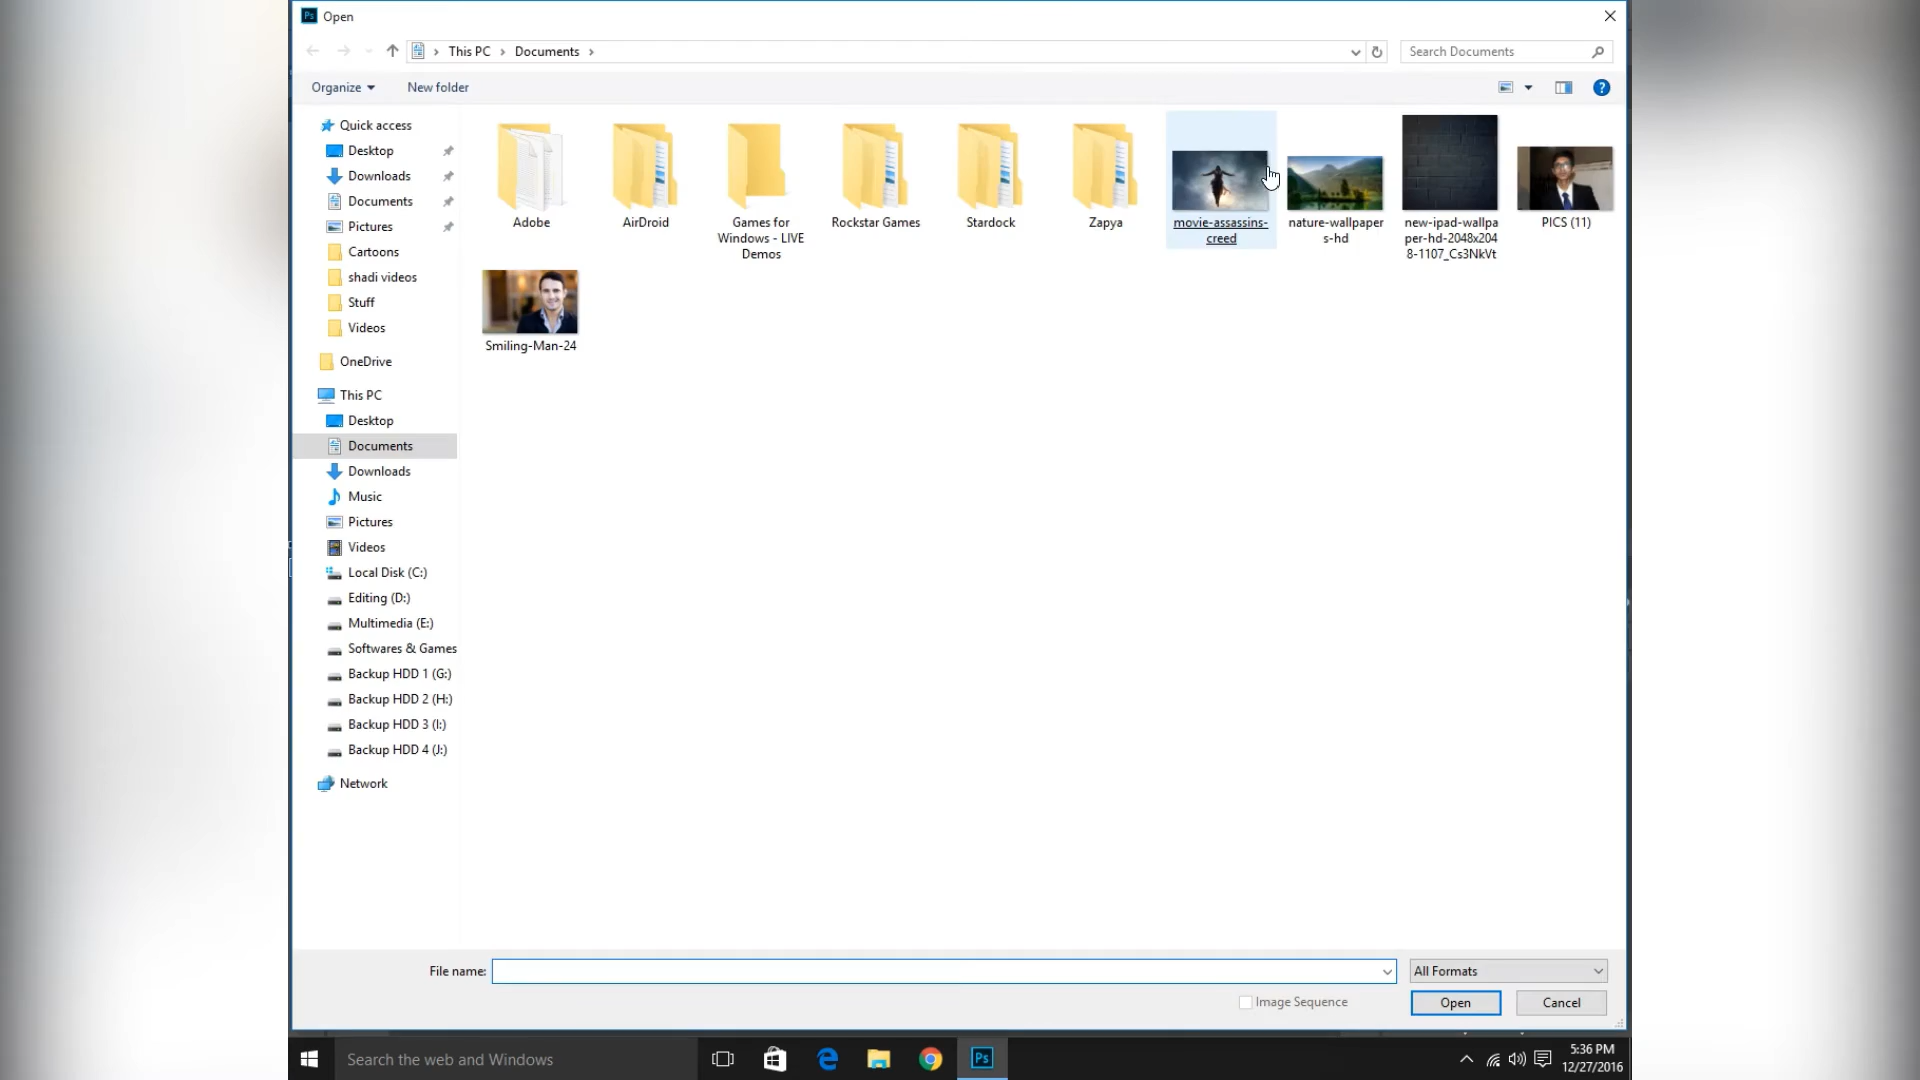 Ps Open
This PC Documents
Search Documents
Organize New folder
?
Quick access
Desktop
Downloads
Documents
Pictures
Cartoons
shadi videos
Stuff
Videos
OneDrive
This PC
Desktop
Documents
Downloads
Music
Pictures
Videos
Local Disk (C:)
Editing (D:)
Multimedia (E:)
Softwares & Games
Backup HDD 1 (G:)
Backup HDD 2 (H:)
Backup HDD 3 (I:)
Backup HDD 4 (J:)
Network
Adobe
AirDroid
Games for
Windows - LIVE
Demos
Rockstar Games
Stardock
Zapya
movie-assassins-
creed
nature-wallpaper
s-hd
new-ipad-wallpa
per-hd-2048x204
8-1107_Cs3NkVt
PICS (11)
Smiling-Man-24
File name:
All Formats
Image Sequence
Open
Cancel
Search the web and Windows
Ps
5:36 PM
12/27/2016